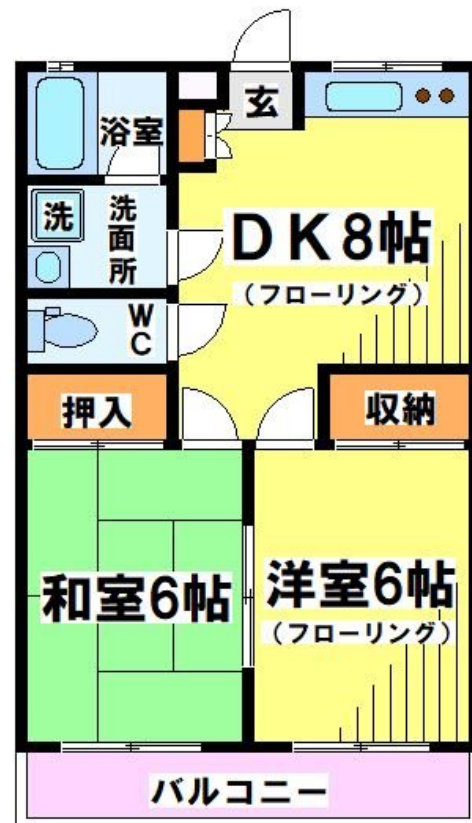 玄
浴室
洗
洗面所
DK8帖
(フローリング)
WC
押入
収納
和室6帖
洋室6帖
(フローリング)
バルコニー